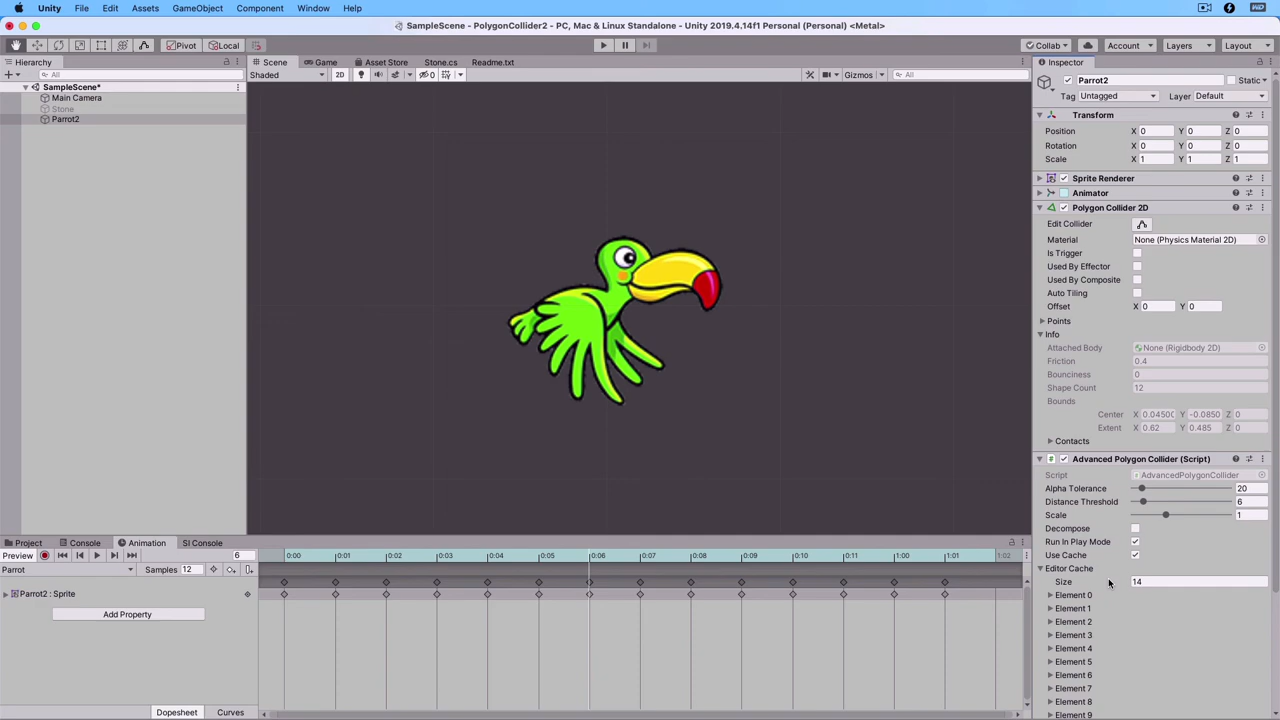 Unity File Edit Assets GameObject Component Window Help
SampleScene - PolygonCollider2 - PC, Mac & Linux Standalone - Unity 2019.4.14f1 Personal (Personal) <Metal>
Pivot Local Collab Account Layers Layout
Hierarchy
All
SampleScene*
Main Camera
Stone
Parrot2
Scene Game Asset Store Stone.cs Readme.txt
Shaded 2D 0 Gizmos All
Inspector
Parrot2 Static
Tag Untagged Layer Default
Transform
Position X 0 Y 0 Z 0
Rotation X 0 Y 0 Z 0
Scale X 1 Y 1 Z 1
Sprite Renderer
Animator
Polygon Collider 2D
Edit Collider
Material None (Physics Material 2D)
Is Trigger
Used By Effector
Used By Composite
Auto Tiling
Offset X 0 Y 0
Points
Info
Attached Body None (Rigidbody 2D)
Friction 0.4
Bounciness 0
Shape Count 12
Bounds
Center X 0.0450( Y -0.0850 Z 0
Extent X 0.62 Y 0.485 Z 0
Contacts
Advanced Polygon Collider (Script)
Script AdvancedPolygonCollider
Alpha Tolerance 20
Distance Threshold 6
Scale 1
Decompose
Run In Play Mode
Use Cache
Editor Cache
Size 14
Element 0
Element 1
Element 2
Element 3
Element 4
Element 5
Element 6
Element 7
Element 8
Element 9
Project Console Animation SI Console
Preview 6 0:00 0:01 0:02 0:03 0:04 0:05 0:06 0:07 0:08 0:09 0:10 0:11 1:00 1:01 1:02
Parrot Samples 12
Parrot2 : Sprite
Add Property
Dopesheet Curves